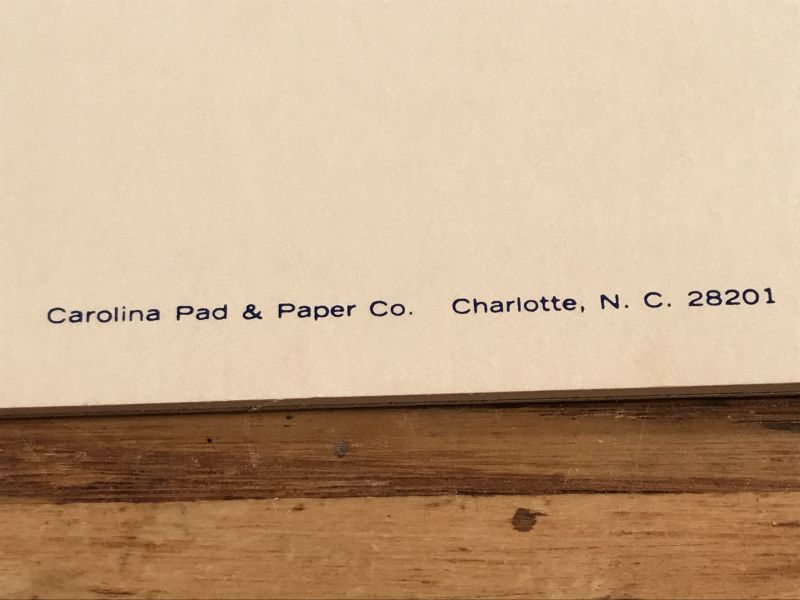 Carolina Pad & Paper Co. Charlotte, N. C. 28201